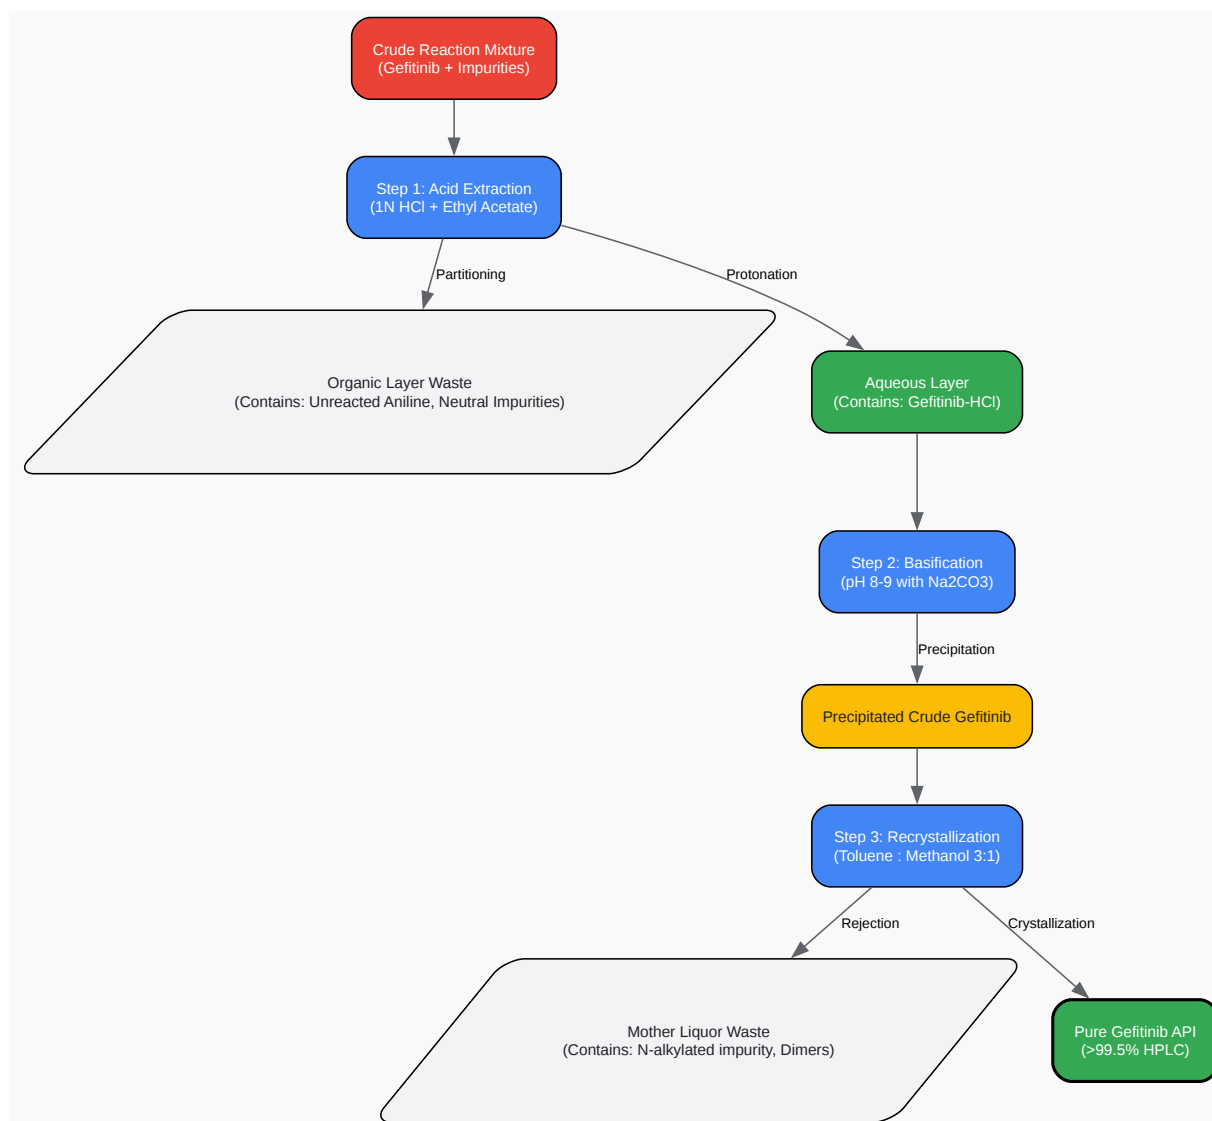 Crude Reaction Mixture
(Gefitinib + Impurities)
Step 1: Acid Extraction
(1N HCl + Ethyl Acetate)
Partitioning
Protonation
Organic Layer Waste
(Contains: Unreacted Aniline, Neutral Impurities)
Aqueous Layer
(Contains: Gefitinib-HCl)
Step 2: Basification
(pH 8-9 with Na2CO3)
Precipitation
Precipitated Crude Gefitinib
Step 3: Recrystallization
(Toluene : Methanol 3:1)
Rejection
Crystallization
Mother Liquor Waste
(Contains: N-alkylated impurity, Dimers)
Pure Gefitinib API
(>99.5% HPLC)